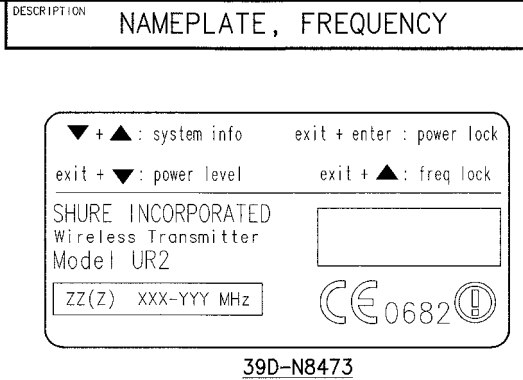 DESCRIPTION
NAMEPLATE, FREQUENCY
▼ + ▲ : system info exit + enter : power lock
exit + ▼ : power level exit + ▲ : freq lock
SHURE INCORPORATED
Wireless Transmitter
Model UR2
ZZ(Z) XXX-YYY MHz
CE 0682
39D-N8473